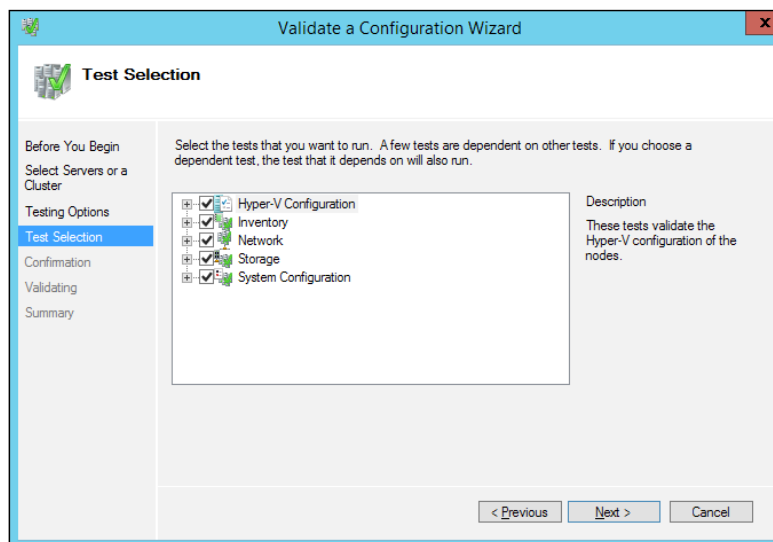 Validate a Configuration Wizard
x
Test Selection
Before You Begin
Select Servers or a
Cluster
Testing Options
Test Selection
Confirmation
Validating
Summary
Select the tests that you want to run. A few tests are dependent on other tests. If you choose a
dependent test, the test that it depends on will also run.
Hyper-V Configuration
Inventory
Network
Storage
System Configuration
Description
These tests validate the
Hyper-V configuration of the
nodes.
< Previous
Next >
Cancel